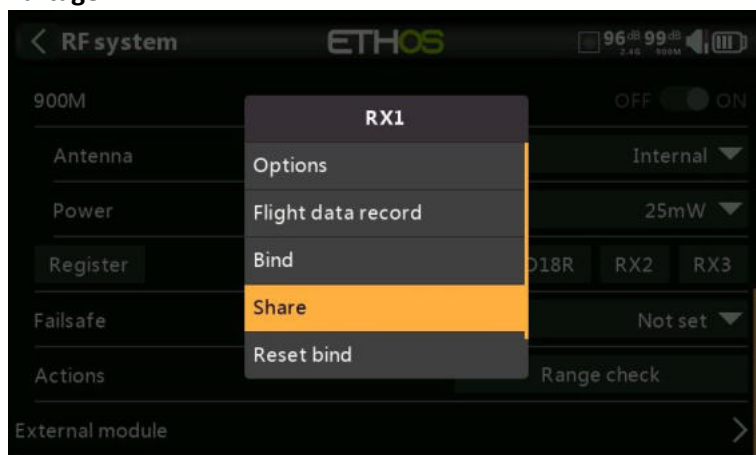 RF system ETHOS 96dB 2.4G 99dB 900M
900M OFF ON
RX1
Antenna Internal
Options
Power 25mW
Flight data record
Register D18R RX2 RX3
Bind
Failsafe Not set
Share
Actions Range check
Reset bind
External module